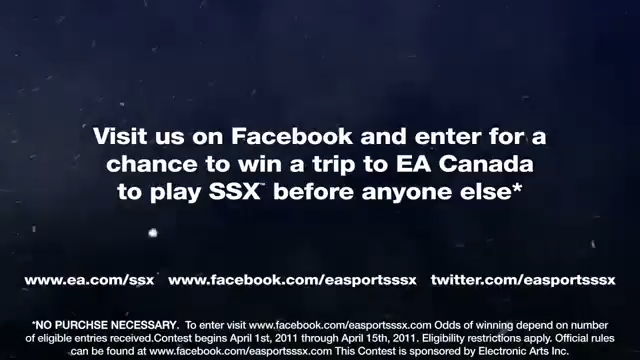 Visit us on Facebook and enter for a
chance to win a trip to EA Canada
to play SSX™ before anyone else*
www.ea.com/ssx www.facebook.com/easportsssx twitter.com/easportsssx
*NO PURCHSE NECESSARY. To enter visit www.facebook.com/easportsssx.com Odds of winning depend on number
of eligible entries received.Contest begins April 1st, 2011 through April 15th, 2011. Eligibility restrictions apply. Official rules
can be found at www.facebook.com/easportsssx.com This Contest is sponsored by Electronic Arts Inc.